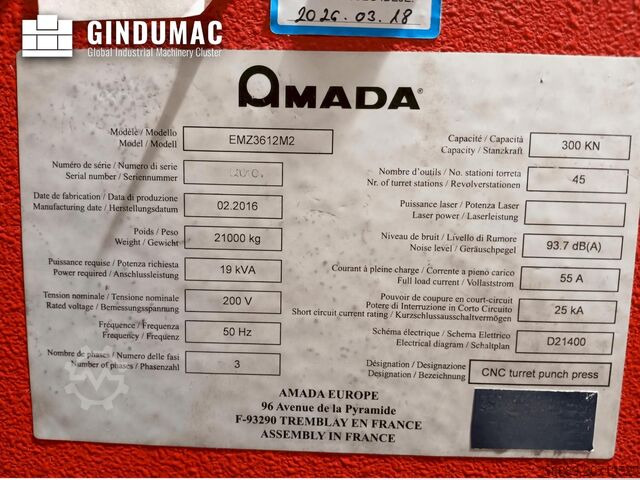 GINDUMAC
Global Industrial Machinery Cluster
2026.03.18
AMADA
Modèle / Modello
Model / Modell
EMZ3612M2
Numéro de série / Numero di serie
Serial number / Seriennummer
Date de fabrication / Data di produzione
Manufacturing date / Herstellungsdatum
02.2016
Poids / Peso
Weight / Gewicht
21000 kg
Puissance requise / Potenza richiesta
Power required / Anschlussleistung
19 kVA
Tension nominale / Tensione nominale
Rated voltage / Bemessungsspannung
200 V
Fréquence / Frequenza
Frequency / Frequenz
50 Hz
Nombre de phases / Numero delle fasi
Number of phases / Phasenzahl
3
Capacité / Capacità
Capacity / Stanzkraft
300 KN
Nombre d'outils / No. stationi torreta
Nr. of turret stations / Revolverstationen
45
Puissance laser / Potenza Laser
Laser power / Laserleistung
Niveau de bruit / Livello di Rumore
Noise level / Geräuschpegel
93.7 dB(A)
Courant à pleine charge / Corrente a pieno carico
Full load current / Vollaststrom
55 A
Pouvoir de coupure en court-circuit
Potere di Interruzione in Corto Circuito
Short circuit current rating / Kurzschlussausschaltvermögen
25 kA
Schéma électrique / Schema Elettrico
Electrical diagram / Schaltplan
D21400
Désignation / Designazione
Designation / Bezeichnung
CNC turret punch press
AMADA EUROPE
96 Avenue de la Pyramide
F-93290 TREMBLAY EN FRANCE
ASSEMBLY IN FRANCE